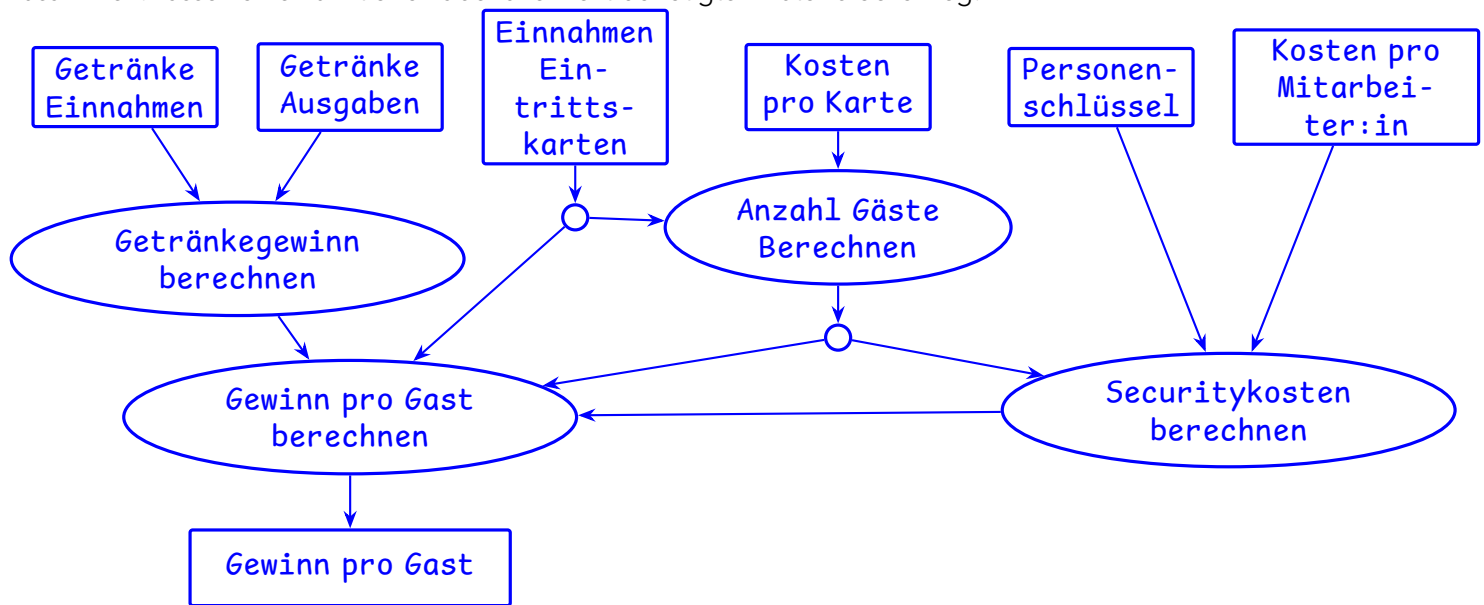 Getränke
Einnahmen
Getränke
Ausgaben
Einnahmen
Ein-
tritts-
karten
Kosten
pro Karte
Personen-
schlüssel
Kosten pro
Mitarbei-
ter:in
Getränkegewinn
berechnen
Anzahl Gäste
Berechnen
Gewinn pro Gast
berechnen
Securitykosten
berechnen
Gewinn pro Gast